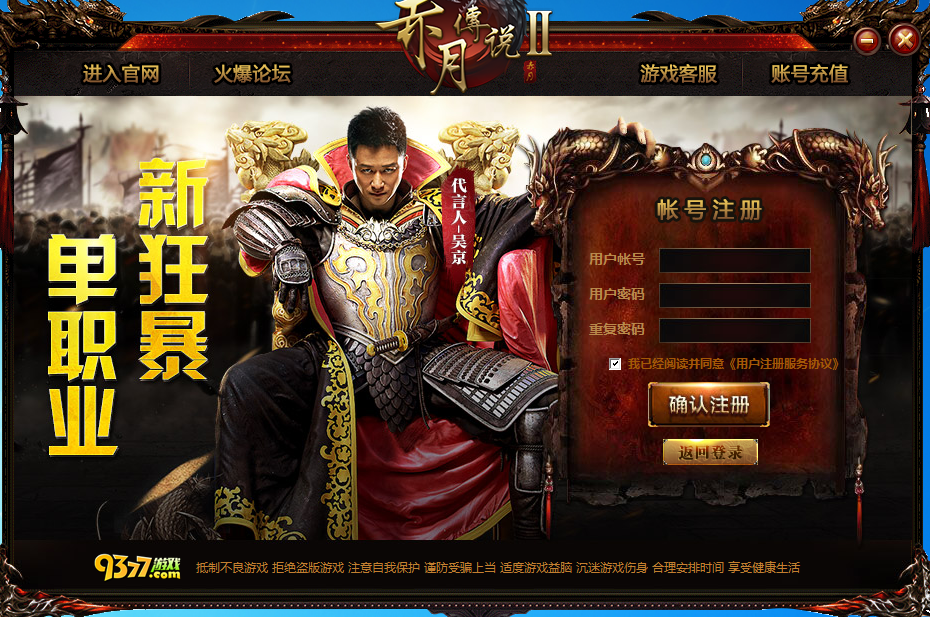 赤月傳说II
赤月
进入官网
火爆论坛
游戏客服
账号充值
新狂暴
单职业
代言人-吴京
帐号注册
用户帐号
用户密码
重复密码
我已经阅读并同意《用户注册服务协议》
确认注册
返回登录
9377游戏
.com
抵制不良游戏 拒绝盗版游戏 注意自我保护 谨防受骗上当 适度游戏益脑 沉迷游戏伤身 合理安排时间 享受健康生活